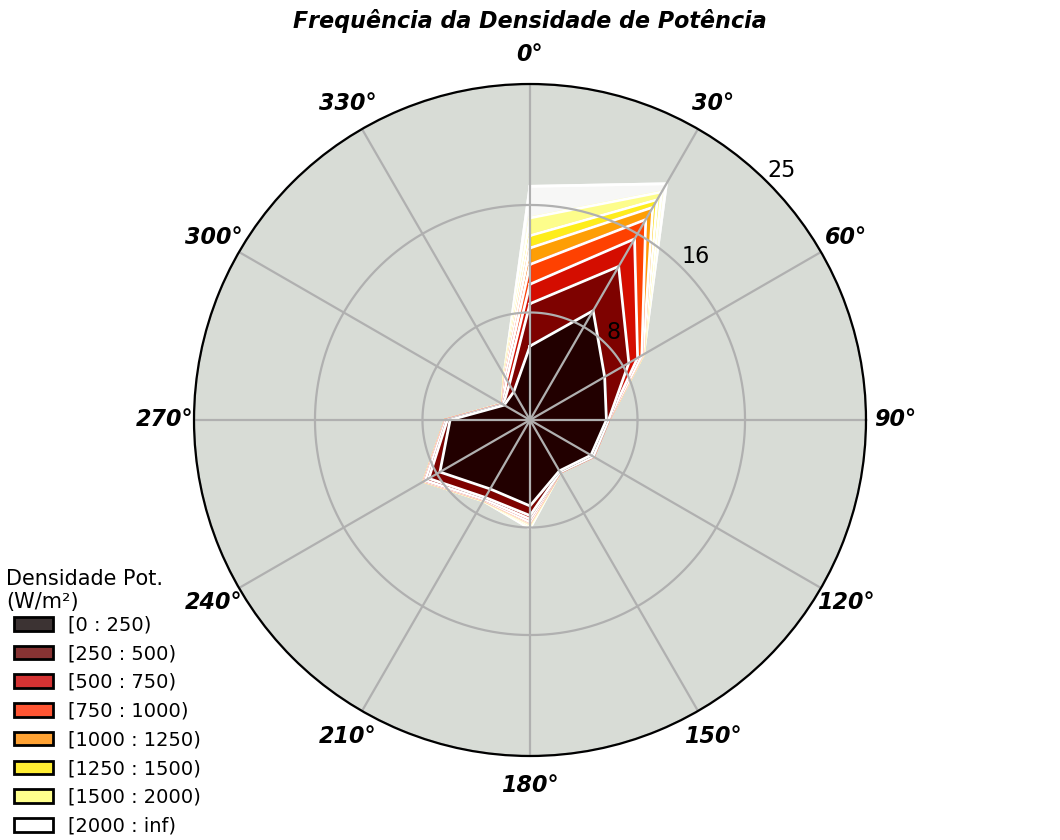 Frequência da Densidade de Potência
0°
330°
30°
25
300°
60°
16
8
270°
90°
240°
120°
210°
150°
180°
Densidade Pot.
(W/m²)
[0 : 250)
[250 : 500)
[500 : 750)
[750 : 1000)
[1000 : 1250)
[1250 : 1500)
[1500 : 2000)
[2000 : inf)